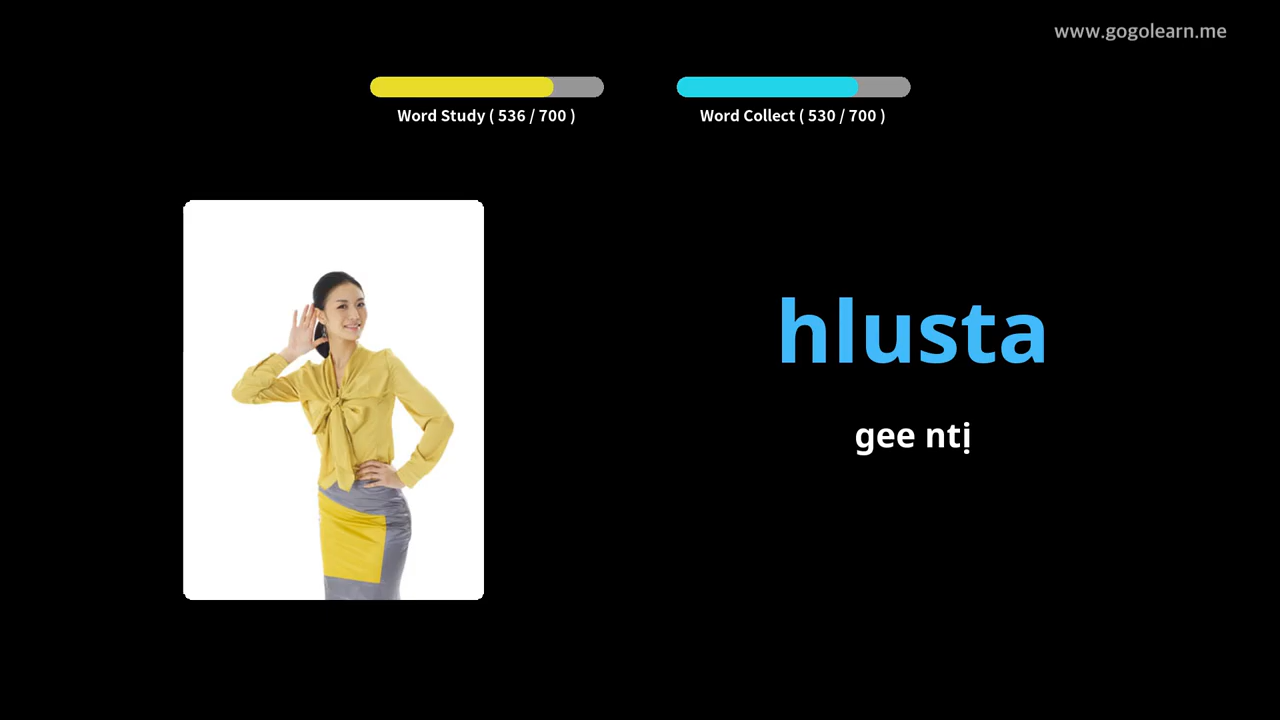 www.gogolearn.me
Word Study ( 536 / 700 )
Word Collect ( 530 / 700 )
hlusta
gee ntị